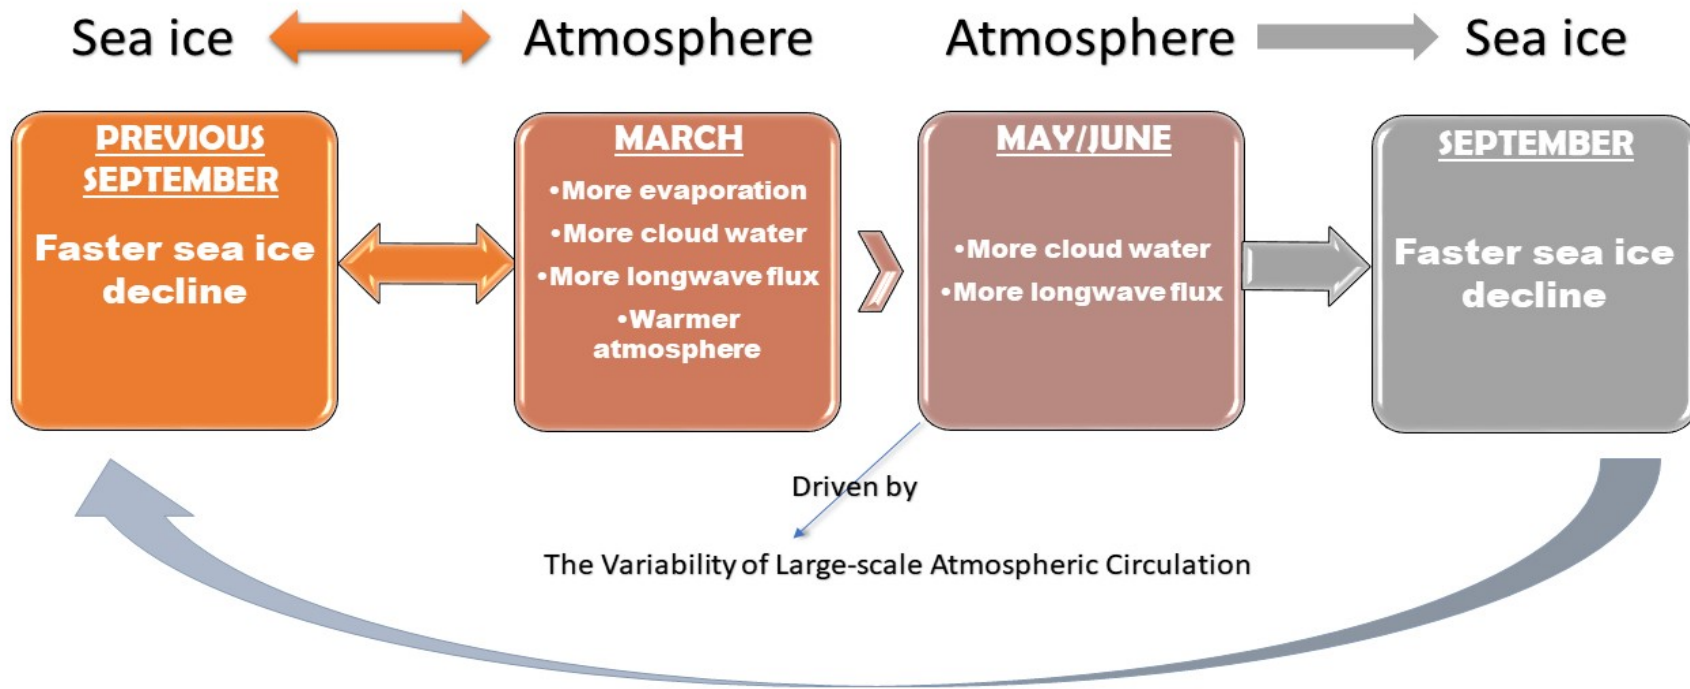 Sea ice
Atmosphere
Atmosphere
Sea ice
PREVIOUS
SEPTEMBER
Faster sea ice
decline
MARCH
•More evaporation
•More cloud water
•More longwave flux
•Warmer
atmosphere
MAY/JUNE
•More cloud water
•More longwave flux
SEPTEMBER
Faster sea ice
decline
Driven by
The Variability of Large-scale Atmospheric Circulation